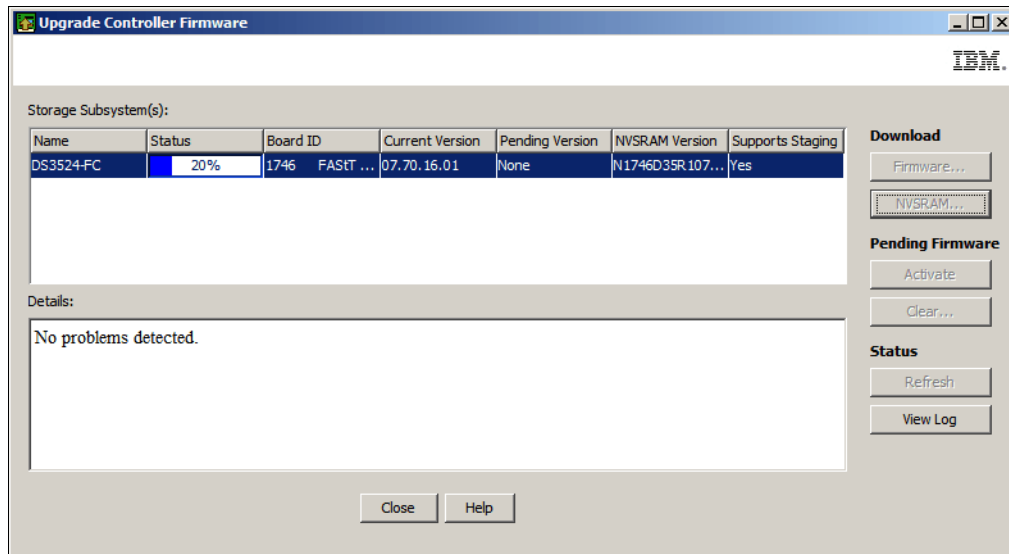 Upgrade Controller Firmware
IBM.
Storage Subsystem(s):
Name Status Board ID Current Version Pending Version NVSRAM Version Supports Staging
DS3524-FC 20% 1746 FAStT ... 07.70.16.01 None N1746D35R107... Yes
Download
Firmware...
NVSRAM...
Pending Firmware
Activate
Clear...
Details:
No problems detected.
Status
Refresh
View Log
Close Help